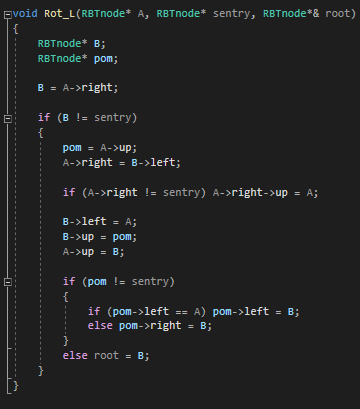 void Rot_L(RBTnode* A, RBTnode* sentry, RBTnode*& root)
{
RBTnode* B;
RBTnode* pom;
B = A->right;
if (B != sentry)
{
pom = A->up;
A->right = B->left;
if (A->right != sentry) A->right->up = A;
B->left = A;
B->up = pom;
A->up = B;
if (pom != sentry)
{
if (pom->left == A) pom->left = B;
else pom->right = B;
}
else root = B;
}
}